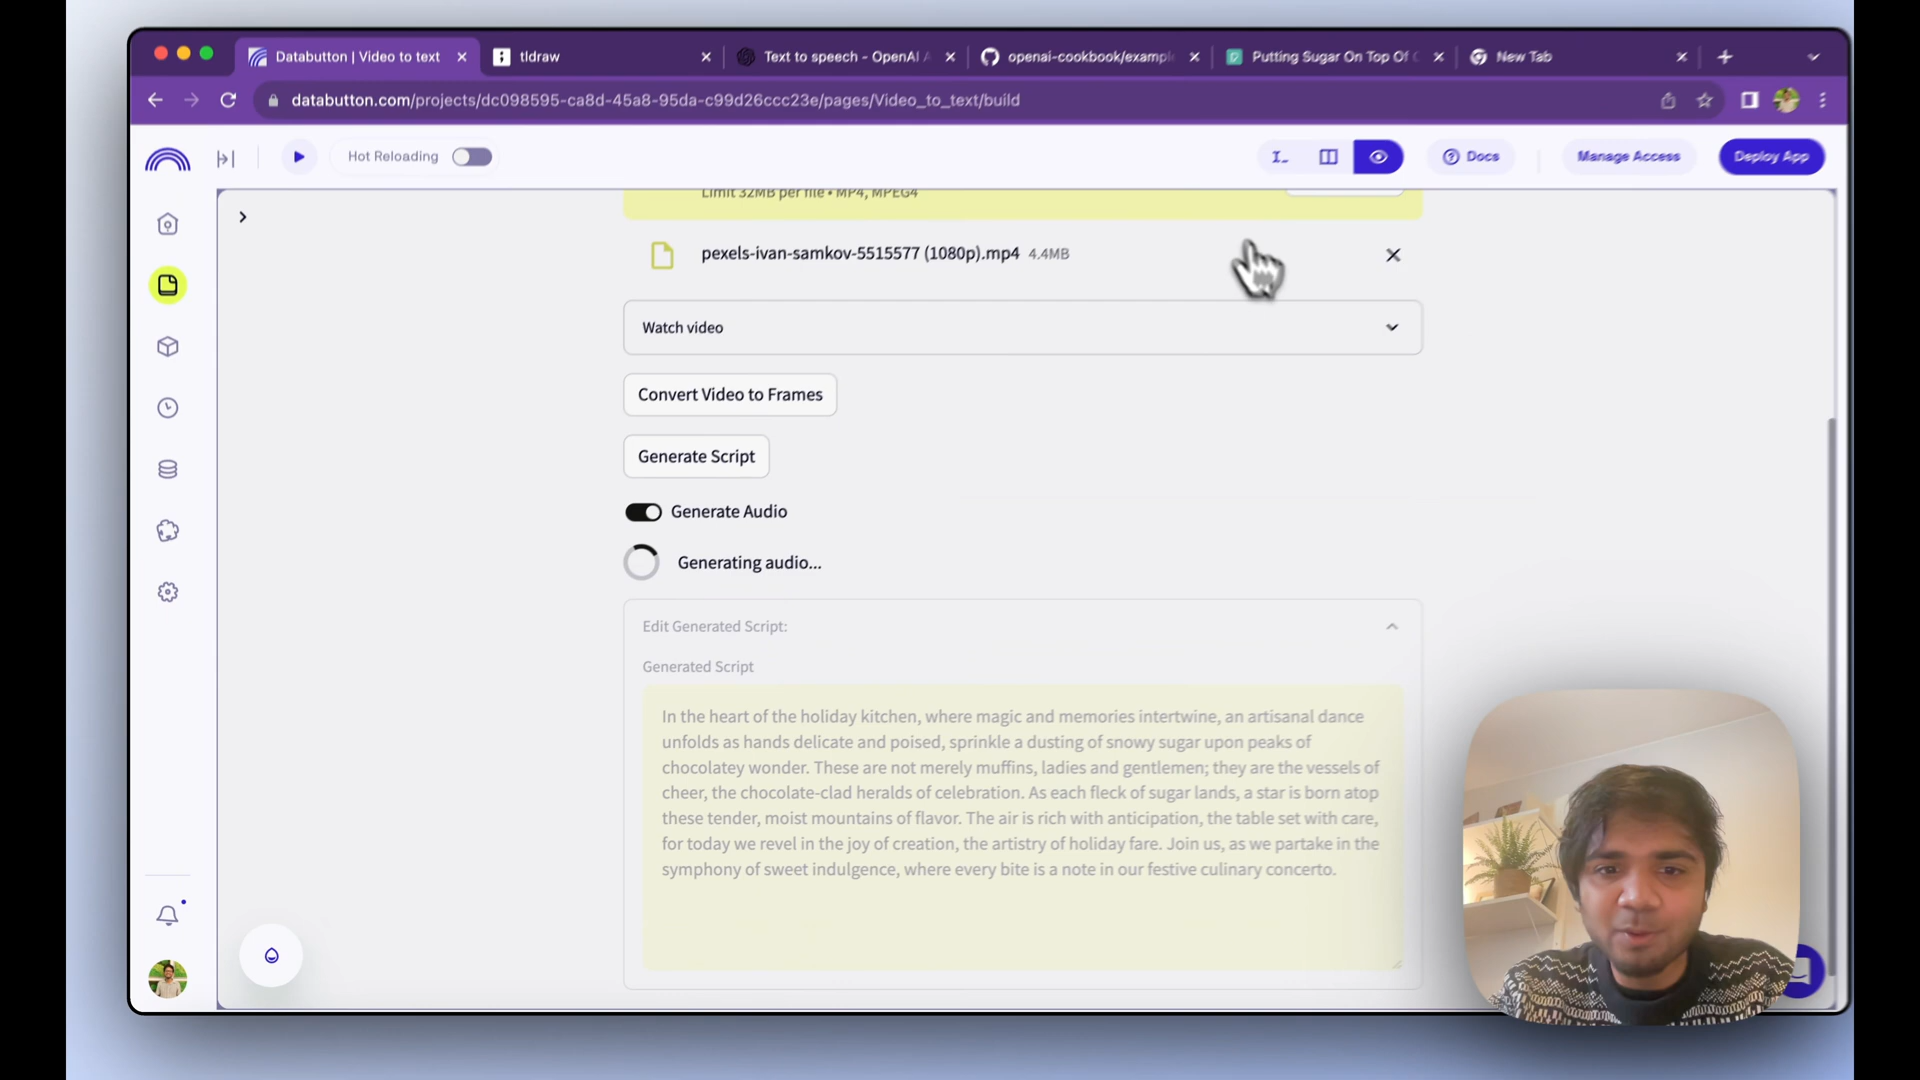 Databutton | Video to text
tldraw
Text to speech - OpenAI A
openai-cookbook/exampl
Putting Sugar On Top Of C
New Tab
databutton.com/projects/dc098595-ca8d-45a8-95da-c99d26ccc23e/pages/Video_to_text/build
Hot Reloading
Docs
Manage Access
Deploy App
Limit 32MB per file • MP4, MPEG4
pexels-ivan-samkov-5515577 (1080p).mp4 4.4MB
Watch video
Convert Video to Frames
Generate Script
Generate Audio
Generating audio...
Edit Generated Script:
Generated Script
In the heart of the holiday kitchen, where magic and memories intertwine, an artisanal dance
unfolds as hands delicate and poised, sprinkle a dusting of snowy sugar upon peaks of
chocolatey wonder. These are not merely muffins, ladies and gentlemen; they are the vessels of
cheer, the chocolate-clad heralds of celebration. As each fleck of sugar lands, a star is born atop
these tender, moist mountains of flavor. The air is rich with anticipation, the table set with care,
for today we revel in the joy of creation, the artistry of holiday fare. Join us, as we partake in the
symphony of sweet indulgence, where every bite is a note in our festive culinary concerto.